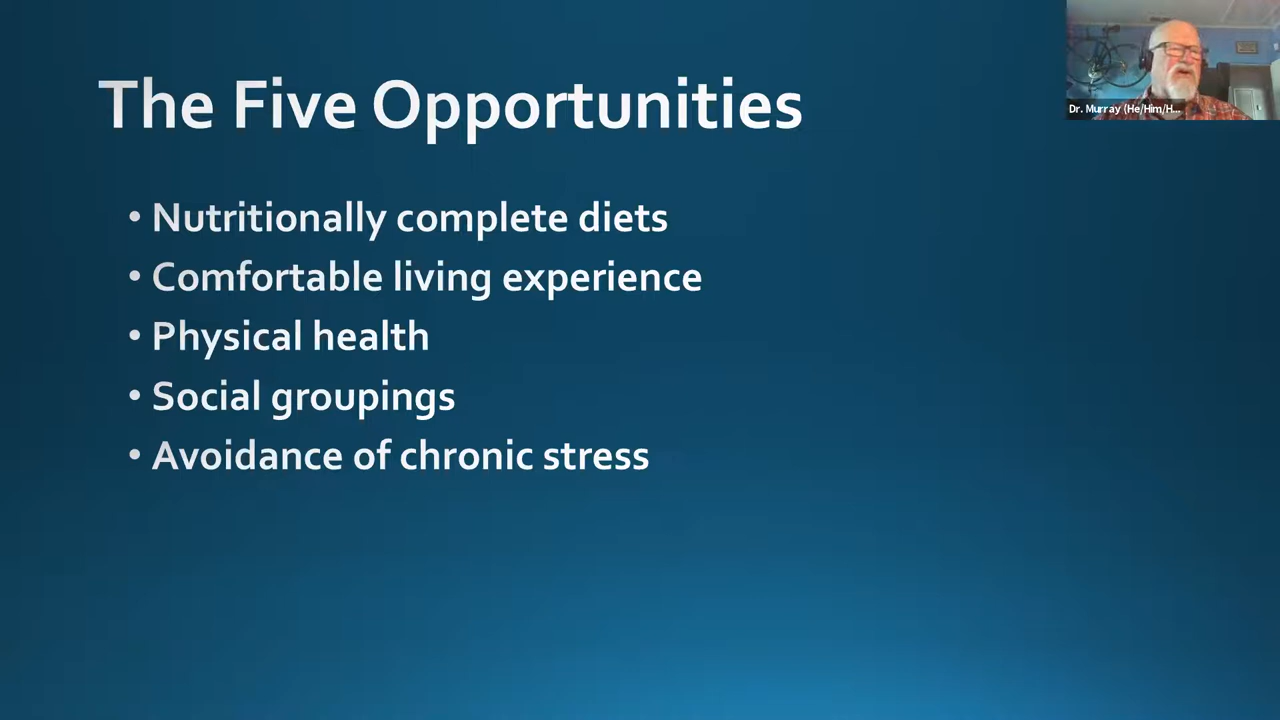 The Five Opportunities
• Nutritionally complete diets
• Comfortable living experience
• Physical health
• Social groupings
• Avoidance of chronic stress
Dr. Murray (He/Him/H...